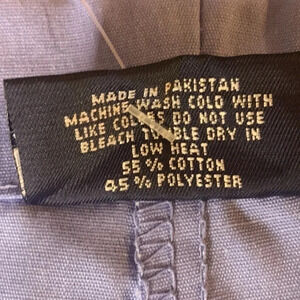 MADE IN PAKISTAN
MACHINE WASH COLD WITH
LIKE COLORS DO NOT USE
BLEACH TUMBLE DRY IN
LOW HEAT
55% COTTON
45% POLYESTER